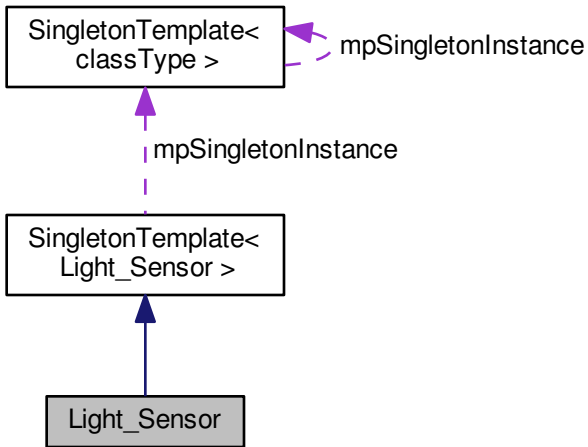 SingletonTemplate<
classType >
mpSingletonInstance
mpSingletonInstance
SingletonTemplate<
Light_Sensor >
Light_Sensor